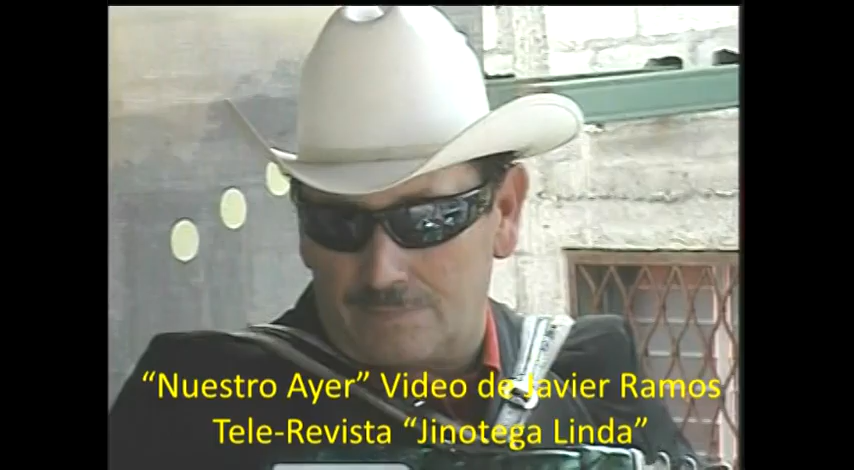 “Nuestro Ayer” Video de Javier Ramos
Tele-Revista “Jinotega Linda”